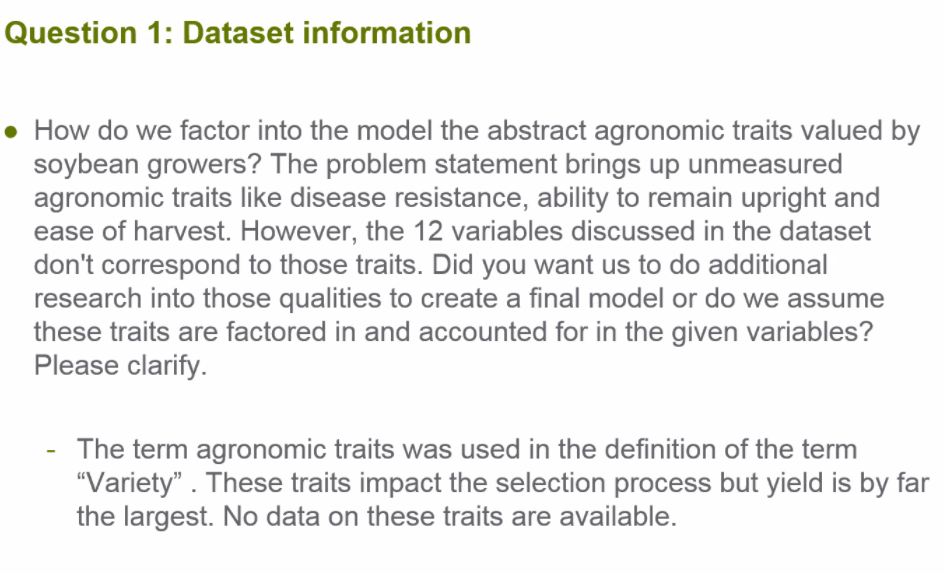 Question 1: Dataset information
● How do we factor into the model the abstract agronomic traits valued by
soybean growers? The problem statement brings up unmeasured
agronomic traits like disease resistance, ability to remain upright and
ease of harvest. However, the 12 variables discussed in the dataset
don't correspond to those traits. Did you want us to do additional
research into those qualities to create a final model or do we assume
these traits are factored in and accounted for in the given variables?
Please clarify.
- The term agronomic traits was used in the definition of the term
“Variety” . These traits impact the selection process but yield is by far
the largest. No data on these traits are available.